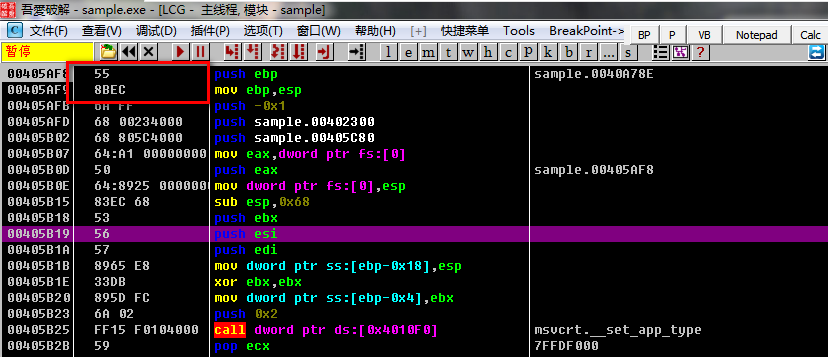 吾愛破解 - sample.exe - [LCG - 主线程, 模块 - sample]
C 文件(F) 查看(V) 调试(D) 插件(P) 选项(T) 窗口(W) 帮助(H) [+] 快捷菜单 Tools BreakPoint-> BP P VB Notepad Calc
暂停 l e m t w h c P k b r ... s ?
00405AF8 55 push ebp sample.0040A78E
00405AF9 8BEC mov ebp,esp
00405AFB 6A FF push -0x1
00405AFD 68 00234000 push sample.00402300
00405B02 68 805C4000 push sample.00405C80
00405B07 64:A1 00000000 mov eax,dword ptr fs:[0]
00405B0D 50 push eax sample.00405AF8
00405B0E 64:8925 0000000 mov dword ptr fs:[0],esp
00405B15 83EC 68 sub esp,0x68
00405B18 53 push ebx
00405B19 56 push esi
00405B1A 57 push edi
00405B1B 8965 E8 mov dword ptr ss:[ebp-0x18],esp
00405B1E 33DB xor ebx,ebx
00405B20 895D FC mov dword ptr ss:[ebp-0x4],ebx
00405B23 6A 02 push 0x2
00405B25 FF15 F0104000 call dword ptr ds:[0x4010F0] msvcrt.__set_app_type
00405B2B 59 pop ecx 7FFDF000